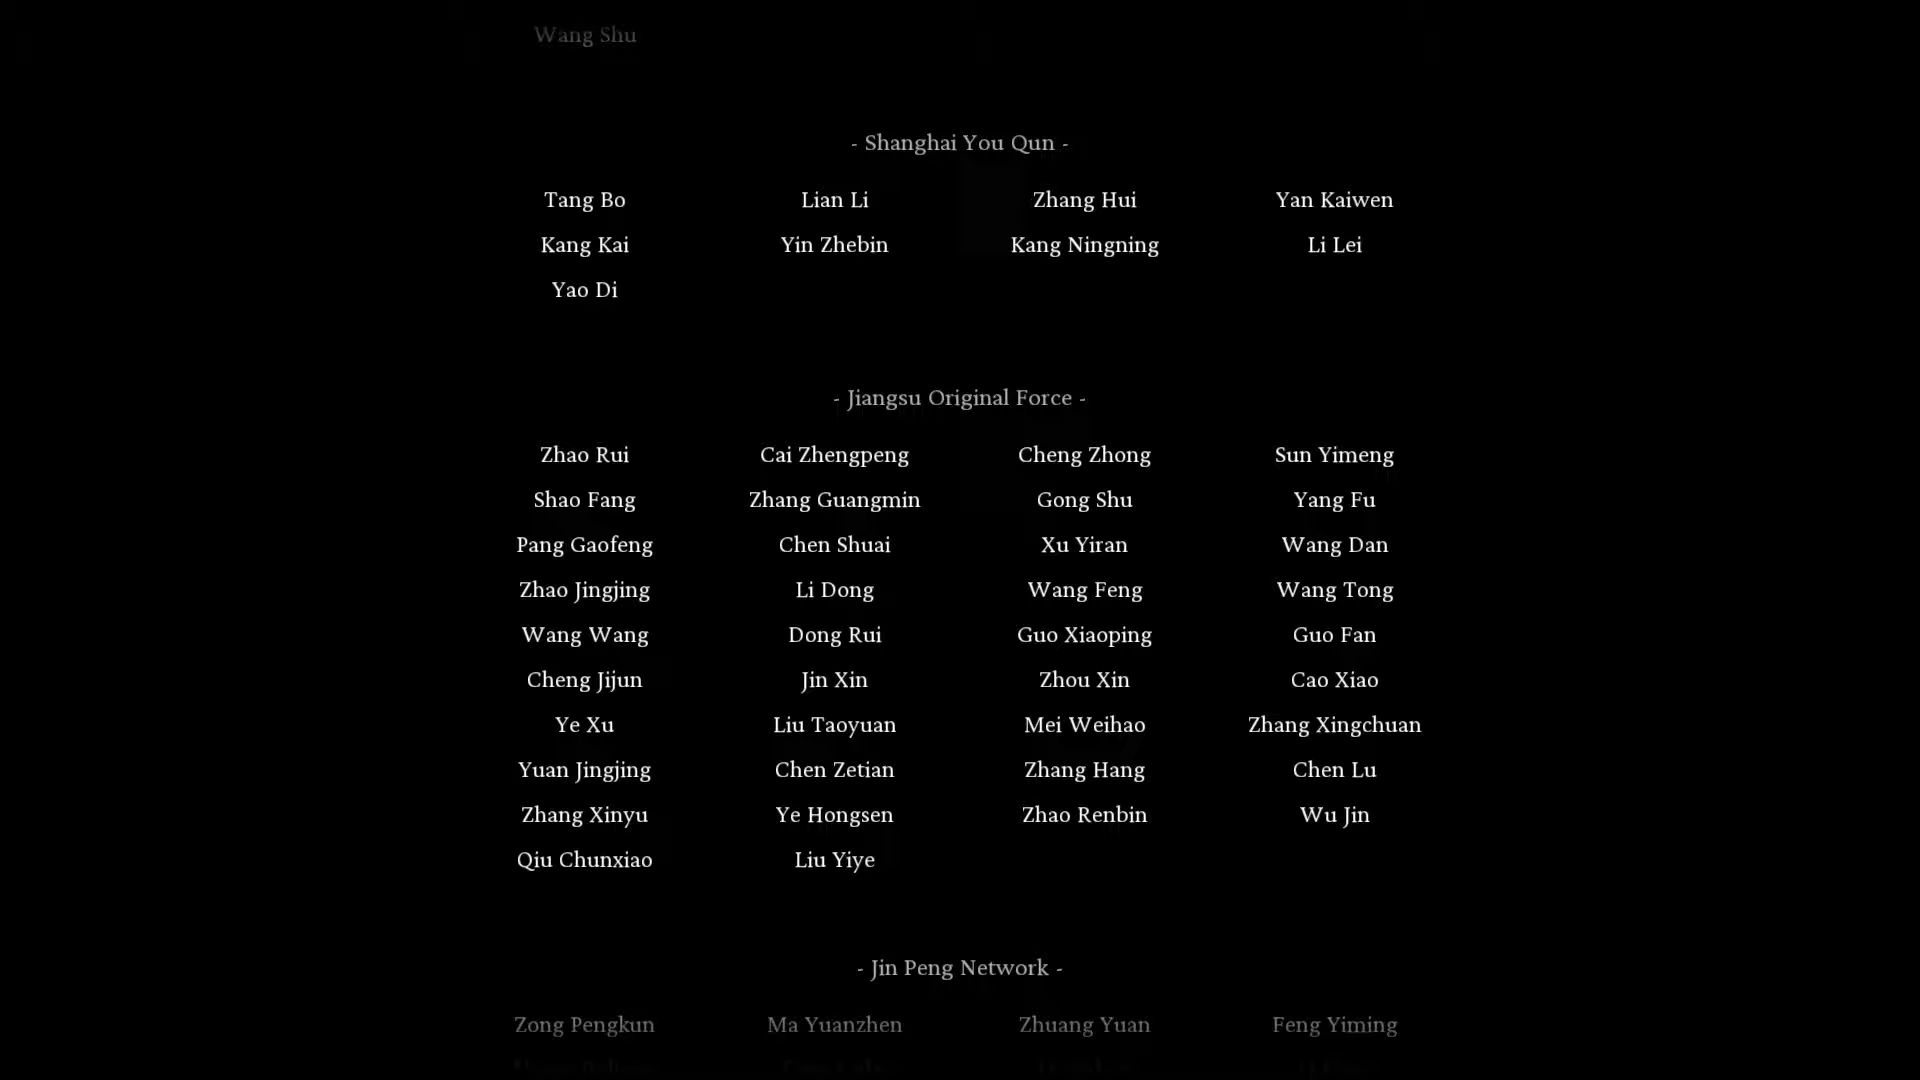 Wang Shu
- Shanghai You Qun -
Tang Bo Lian Li Zhang Hui Yan Kaiwen
Kang Kai Yin Zhebin Kang Ningning Li Lei
Yao Di
- Jiangsu Original Force -
Zhao Rui Cai Zhengpeng Cheng Zhong Sun Yimeng
Shao Fang Zhang Guangmin Gong Shu Yang Fu
Pang Gaofeng Chen Shuai Xu Yiran Wang Dan
Zhao Jingjing Li Dong Wang Feng Wang Tong
Wang Wang Dong Rui Guo Xiaoping Guo Fan
Cheng Jijun Jin Xin Zhou Xin Cao Xiao
Ye Xu Liu Taoyuan Mei Weihao Zhang Xingchuan
Yuan Jingjing Chen Zetian Zhang Hang Chen Lu
Zhang Xinyu Ye Hongsen Zhao Renbin Wu Jin
Qiu Chunxiao Liu Yiye
- Jin Peng Network -
Zong Pengkun Ma Yuanzhen Zhuang Yuan Feng Yiming